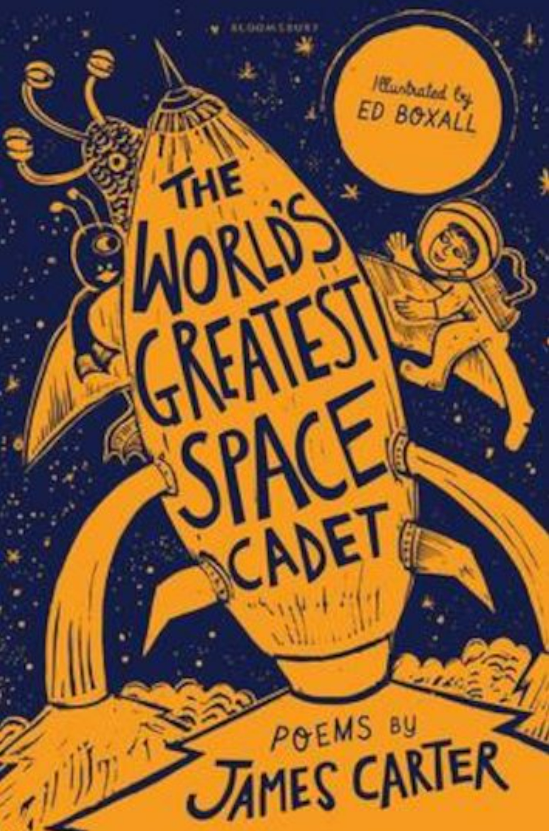 BLOOMSBURY
Illustrated by
ED BOXALL
THE
WORLD'S
GREATEST
SPACE
CADET
POEMS BY
JAMES CARTER